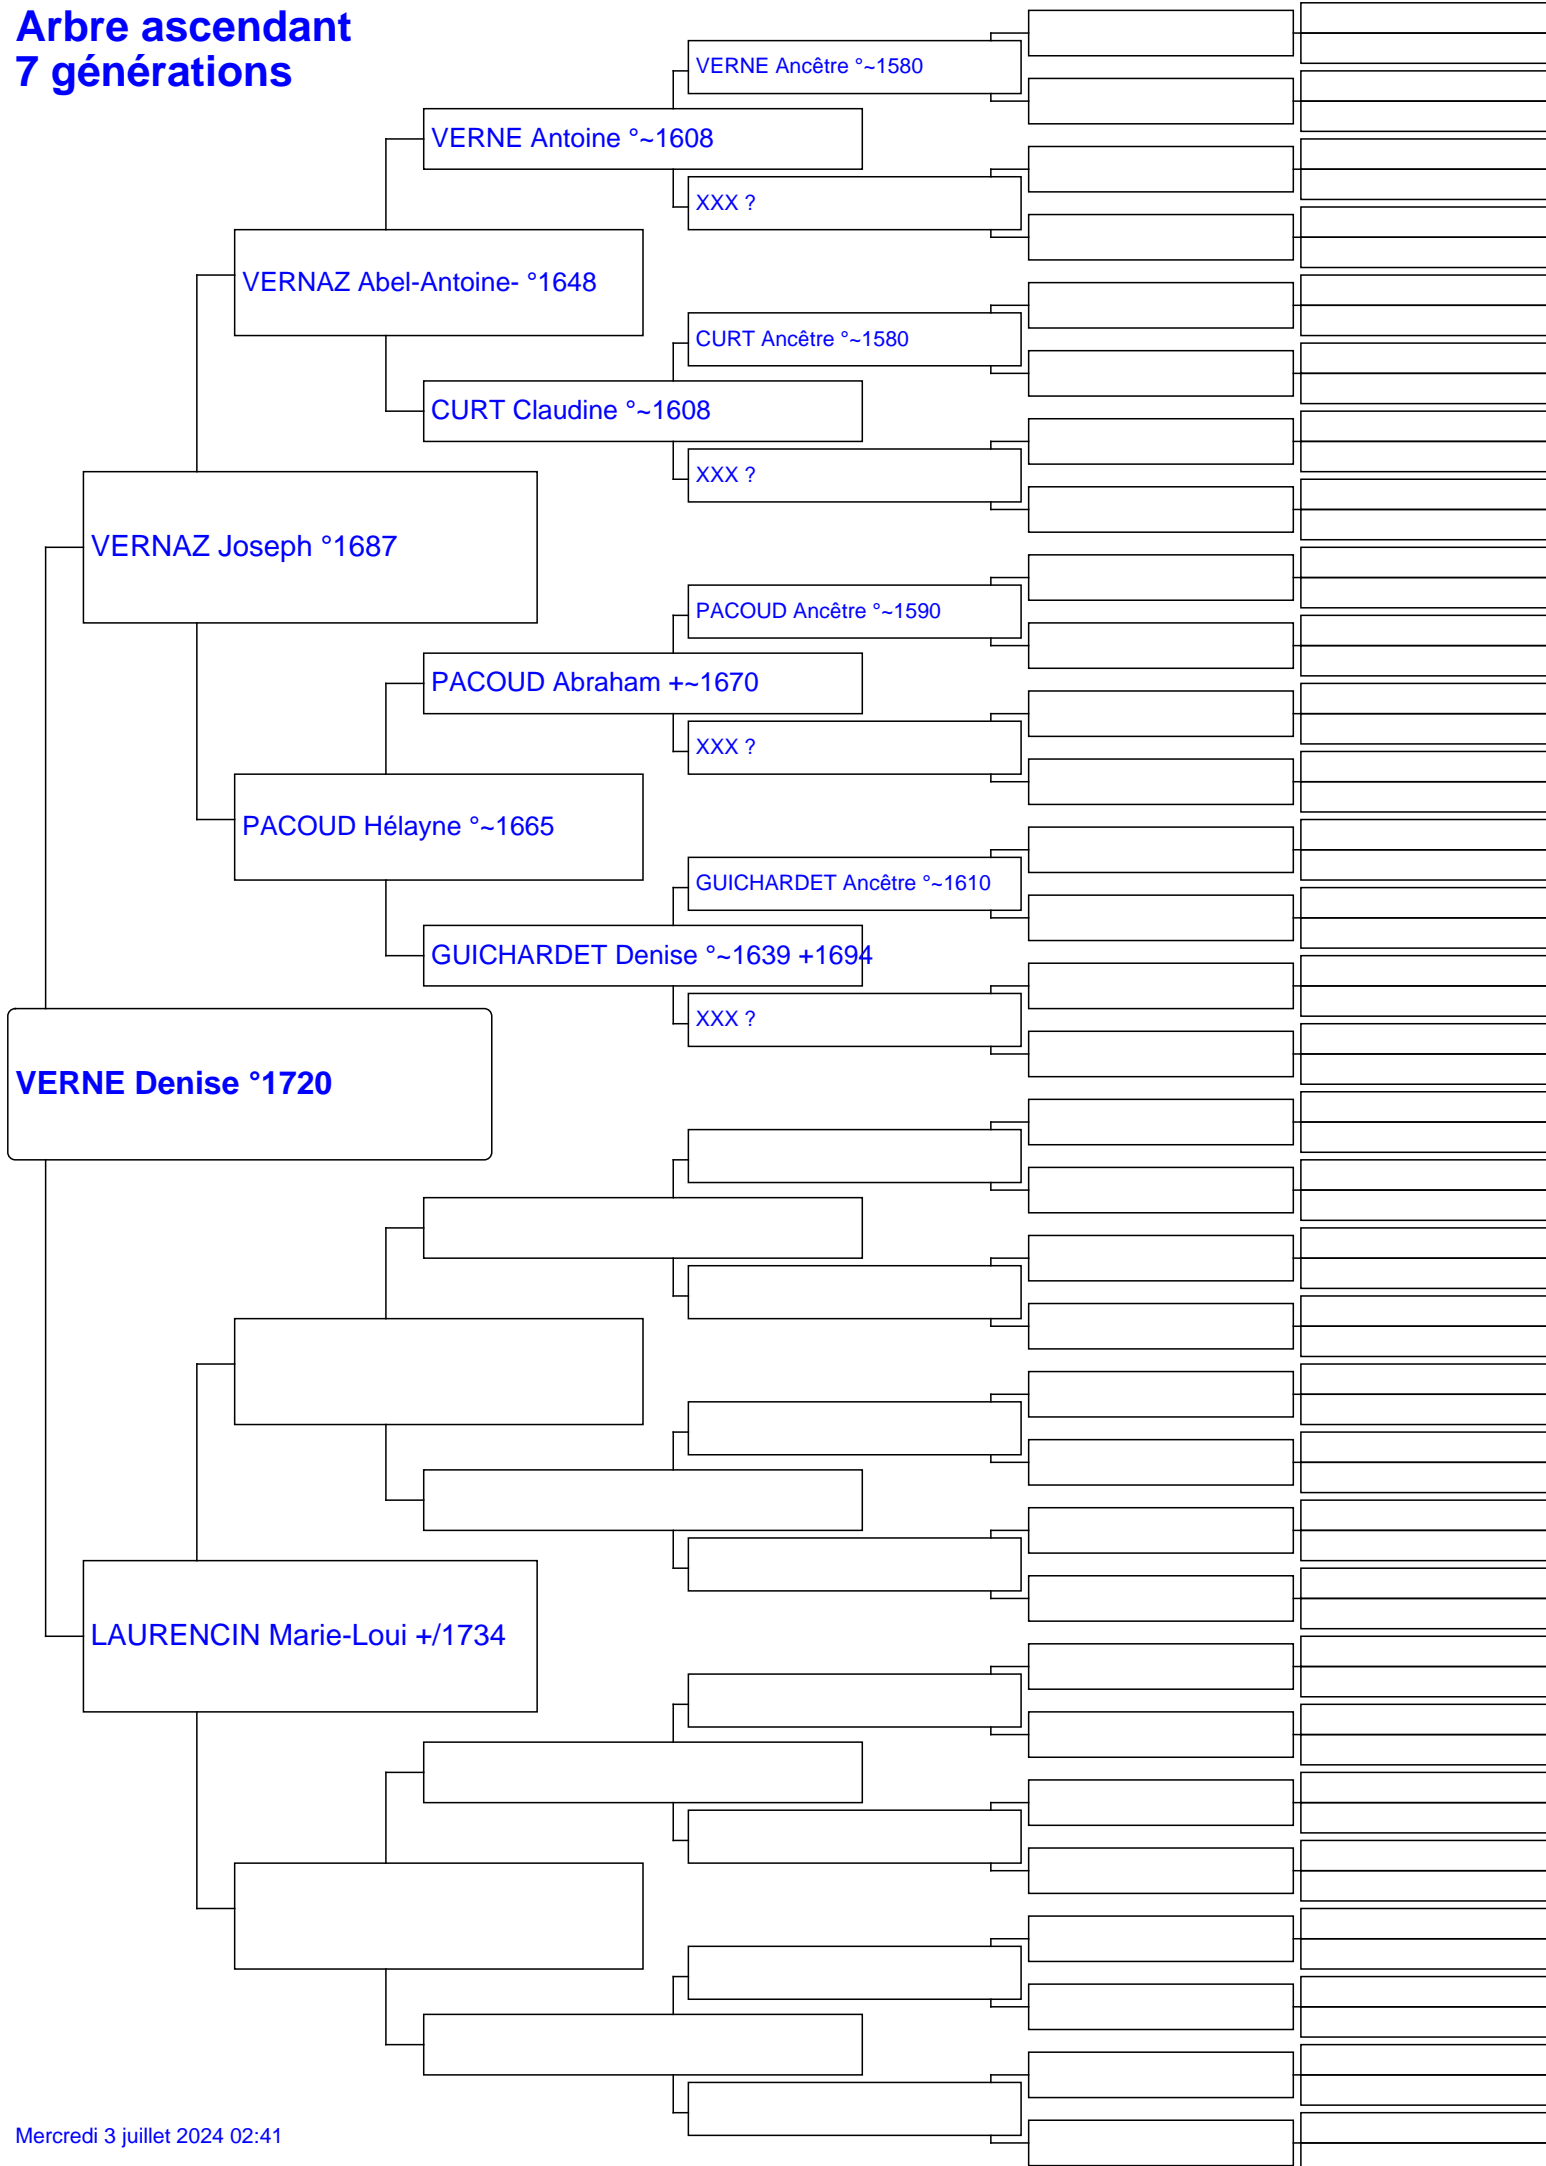 Arbre ascendant
7 générations
VERNE Ancêtre °~1580
VERNE Antoine °~1608
XXX ?
VERNAZ Abel-Antoine- °1648
CURT Ancêtre °~1580
CURT Claudine °~1608
XXX ?
VERNAZ Joseph °1687
PACOUD Ancêtre °~1590
PACOUD Abraham +~1670
XXX ?
PACOUD Hélayne °~1665
GUICHARDET Ancêtre °~1610
GUICHARDET Denise °~1639 +1694
XXX ?
VERNE Denise °1720
LAURENCIN Marie-Loui +/1734
Mercredi 3 juillet 2024 02:41